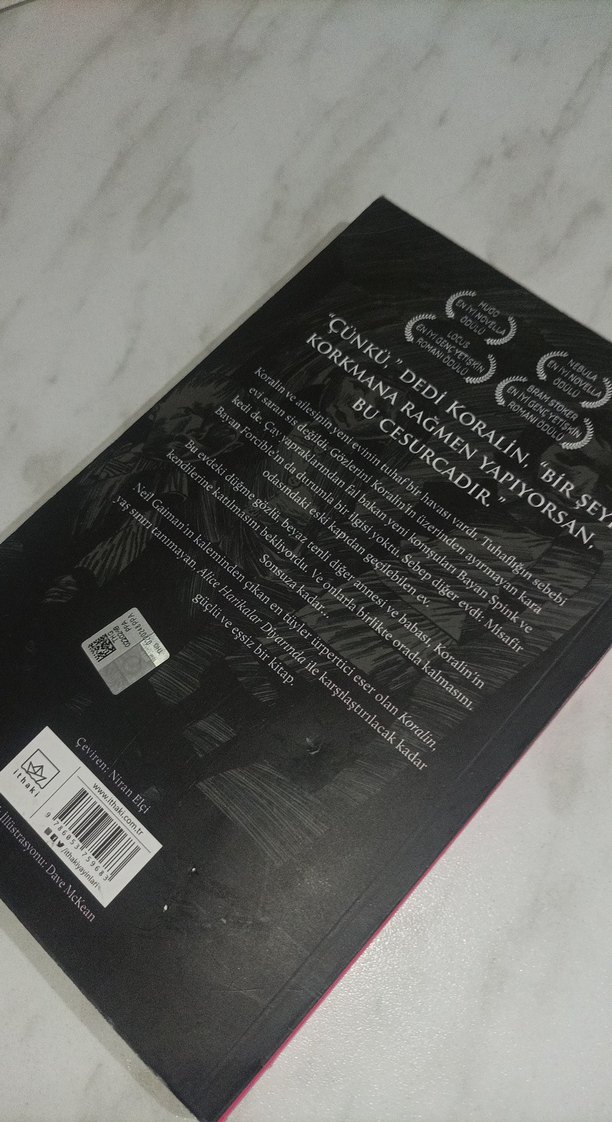 HUGO
EN İYİ NOVELLA
ÖDÜLÜ
NEBULA
EN İYİ NOVELLA
ÖDÜLÜ
LOCUS
EN İYİ GENÇ YETİŞKİN
ROMANI ÖDÜLÜ
BRAM STOKER
EN İYİ GENÇ YETİŞKİN
ROMANI ÖDÜLÜ
"ÇÜNKÜ," DEDİ KORALİN, "BİR ŞEY
KORKMANA RAĞMEN YAPIYORSAN,
BU CESURCADIR."
Koralin ve ailesinin yeni evinin tuhaf bir havası vardı. Tuhaflığın sebebi
evi saran sis değildi. Gözlerini Koralin'in üzerinden ayırmayan kara
kedi de. Çay yapraklarından fal bakan yeni komşuları Bayan Spink ve
Bayan Forcible'ın da durumla bir ilgisi yoktu. Sebep diğer evdi; Misafir
odasındaki eski kapıdan geçilebilen ev.
Bu evdeki düğme gözlü, beyaz tenli diğer annesi ve babası, Koralin'in
kendilerine katılmasını bekliyordu. Ve onlarla birlikte orada kalmasını.
Sonsuza kadar...
Neil Gaiman'ın kaleminden çıkan en tüyler ürpertici eser olan Koralin,
yaş sınırı tanımayan, Alice Harikalar Diyarında ile karşılaştırılacak kadar
güçlü ve eşsiz bir kitap.
Çeviren: Niran Elçi
İllüstrasyonu: Dave McKean
ithaki
www.ithaki.com.tr
9 786053 759683
/ithakiyayinlari